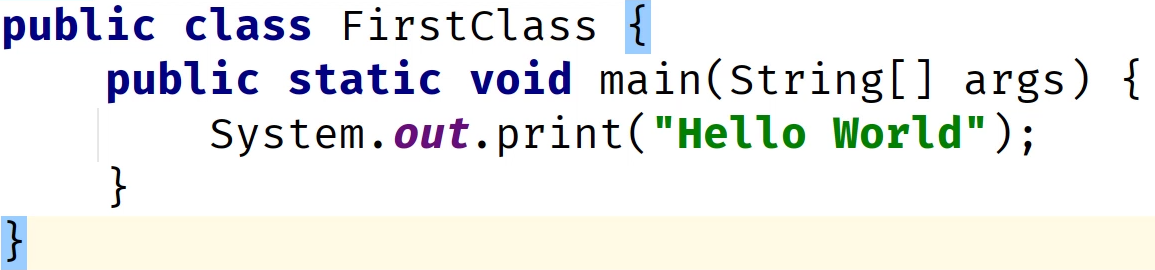 public class FirstClass {
    public static void main(String[] args) {
        System.out.print("Hello World");
    }
}